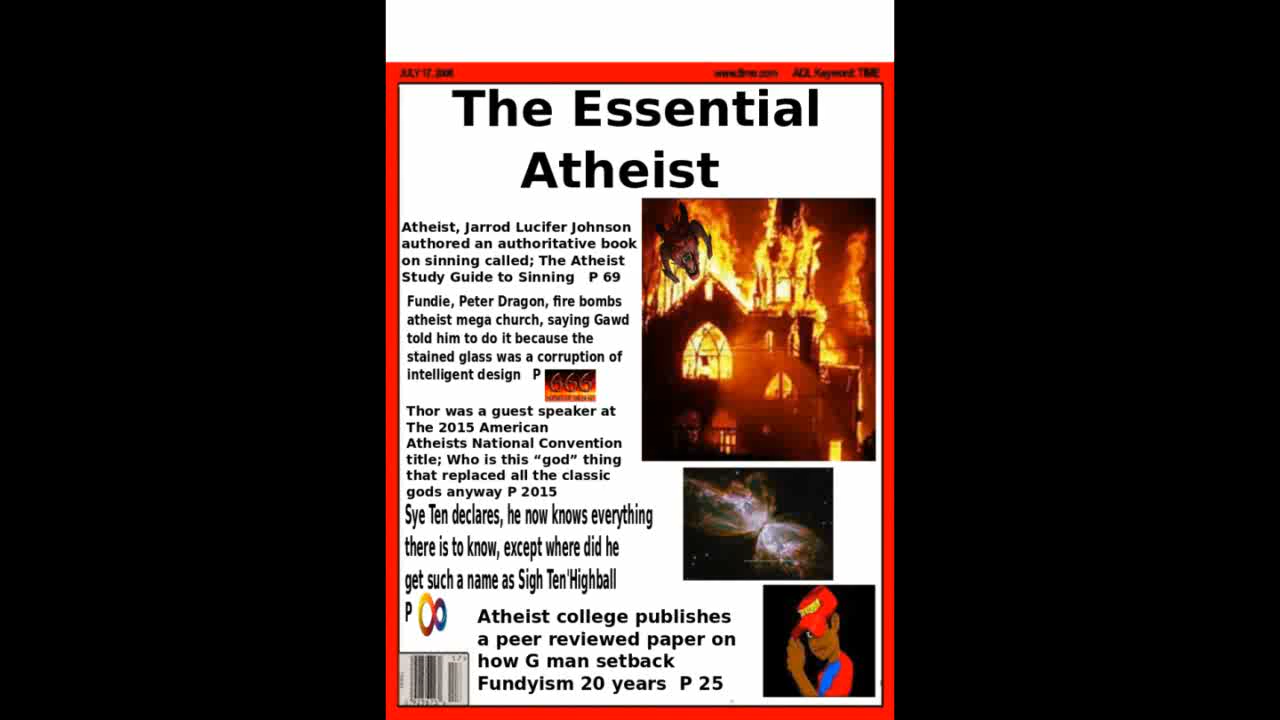 JULY 17, 2006 www.time.com AOL Keyword: TIME
The Essential
Atheist
Atheist, Jarrod Lucifer Johnson
authored an authoritative book
on sinning called; The Atheist
Study Guide to Sinning P 69
Fundie, Peter Dragon, fire bombs
atheist mega church, saying Gawd
told him to do it because the
stained glass was a corruption of
intelligent design P
666
Thor was a guest speaker at
The 2015 American
Atheists National Convention
title; Who is this “god” thing
that replaced all the classic
gods anyway P 2015
Sye Ten declares, he now knows everything
there is to know, except where did he
get such a name as Sigh Ten'Highball
P
Atheist college publishes
a peer reviewed paper on
how G man setback
Fundyism 20 years P 25